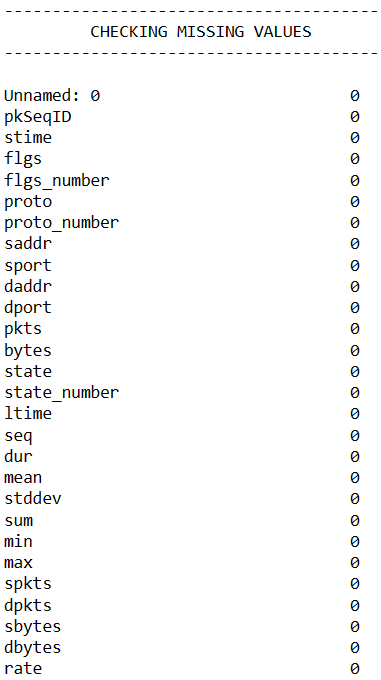 ---------------------------------------
CHECKING MISSING VALUES
---------------------------------------
Unnamed: 0 0
pkSeqID 0
stime 0
flgs 0
flgs_number 0
proto 0
proto_number 0
saddr 0
sport 0
daddr 0
dport 0
pkts 0
bytes 0
state 0
state_number 0
ltime 0
seq 0
dur 0
mean 0
stddev 0
sum 0
min 0
max 0
spkts 0
dpkts 0
sbytes 0
dbytes 0
rate 0